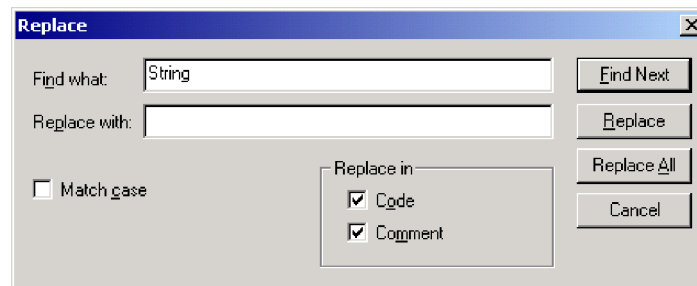 Replace
Find what:
String
Find Next
Replace with:
Replace
Replace in
Replace All
Match case
Code
Cancel
Comment